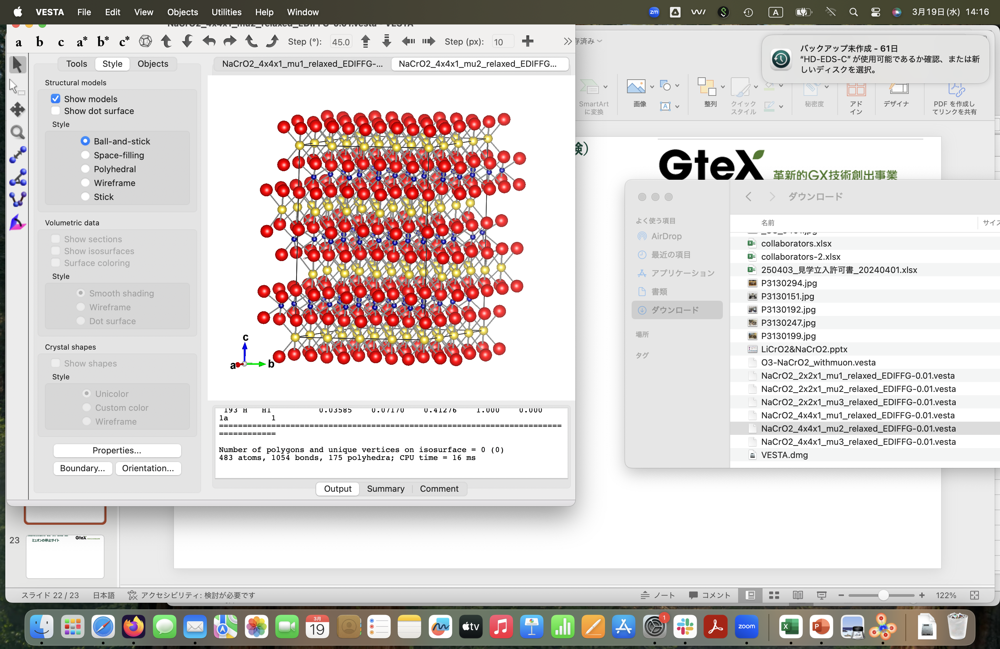 VESTA File Edit View Objects Utilities Help Window
zm A 3月19日(水) 14:16
NaCrO2_4x4x1_mu2_relaxed_EDIFFG-0.01.vesta - VESTA
a b c a* b* c* Step (°): 45.0 Step (px): 10
Tools Style Objects
NaCrO2_4x4x1_mu1_relaxed_EDIFFG-... NaCrO2_4x4x1_mu2_relaxed_EDIFFG...
Structural models
Show models
Show dot surface
Style
Ball-and-stick
Space-filling
Polyhedral
Wireframe
Stick
Volumetric data
Show sections
Show isosurfaces
Surface coloring
Style
Smooth shading
Wireframe
Dot surface
Crystal shapes
Show shapes
Style
Unicolor
Custom color
Wireframe
Properties...
Boundary... Orientation...
c
a b
193 H H1 0.03585 0.07170 0.41276 1.000 0.000
1a 1
========================================================================
============
Number of polygons and unique vertices on isosurface = 0 (0)
483 atoms, 1054 bonds, 175 polyhedra; CPU time = 16 ms
Output Summary Comment
存済み
バックアップ未作成 - 61日
“HD-EDS-C” が使用可能であるか確認、または新
しいディスクを選択。
SmartArt
に変換
画像
整列
クイック
スタイル
秘密度
アド
イン
デザイナ
PDF を作成し
てリンクを共有
験)
GteX 革新的GX技術創出事業
ダウンロード
よく使う項目
AirDrop
最近の項目
アプリケーション
書類
ダウンロード
場所
タグ
名前
collaborators.xlsx
collaborators-2.xlsx
250403_見学立入許可書_20240401.xlsx
P3130294.jpg
P3130151.jpg
P3130192.jpg
P3130247.jpg
P3130199.jpg
LiCrO2&NaCrO2.pptx
O3-NaCrO2_withmuon.vesta
NaCrO2_2x2x1_mu1_relaxed_EDIFFG-0.01.vesta
NaCrO2_2x2x1_mu2_relaxed_EDIFFG-0.01.vesta
NaCrO2_2x2x1_mu3_relaxed_EDIFFG-0.01.vesta
NaCrO2_4x4x1_mu1_relaxed_EDIFFG-0.01.vesta
NaCrO2_4x4x1_mu2_relaxed_EDIFFG-0.01.vesta
NaCrO2_4x4x1_mu3_relaxed_EDIFFG-0.01.vesta
VESTA.dmg
23
ミュオンの停止サイト
GteX
スライド 22 / 23 日本語 アクセシビリティ: 検討が必要です
ノート コメント 122%
3月
19
tv
1
zoom